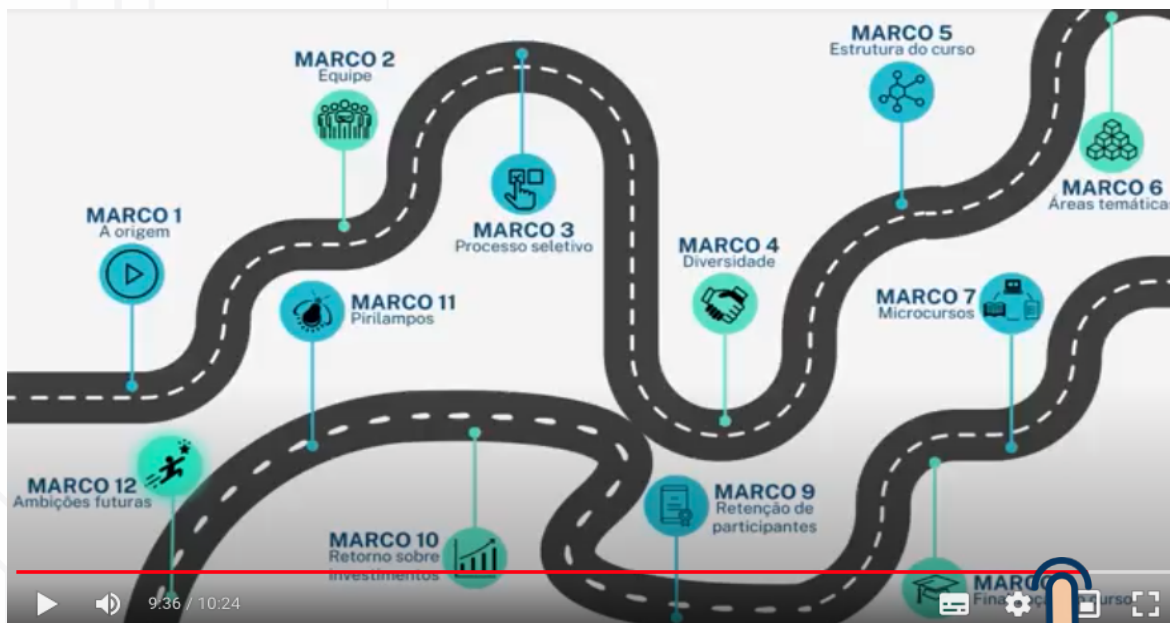 MARCO 1
A origem
MARCO 2
Equipe
MARCO 3
Processo seletivo
MARCO 4
Diversidade
MARCO 5
Estrutura do curso
MARCO 6
Áreas temáticas
MARCO 7
Microcursos
MARCO
curso
MARCO 9
Retenção de
participantes
MARCO 10
Retorno sobre
investimentos
MARCO 11
Pirilampos
MARCO 12
Ambições futuras
9:36 / 10:24